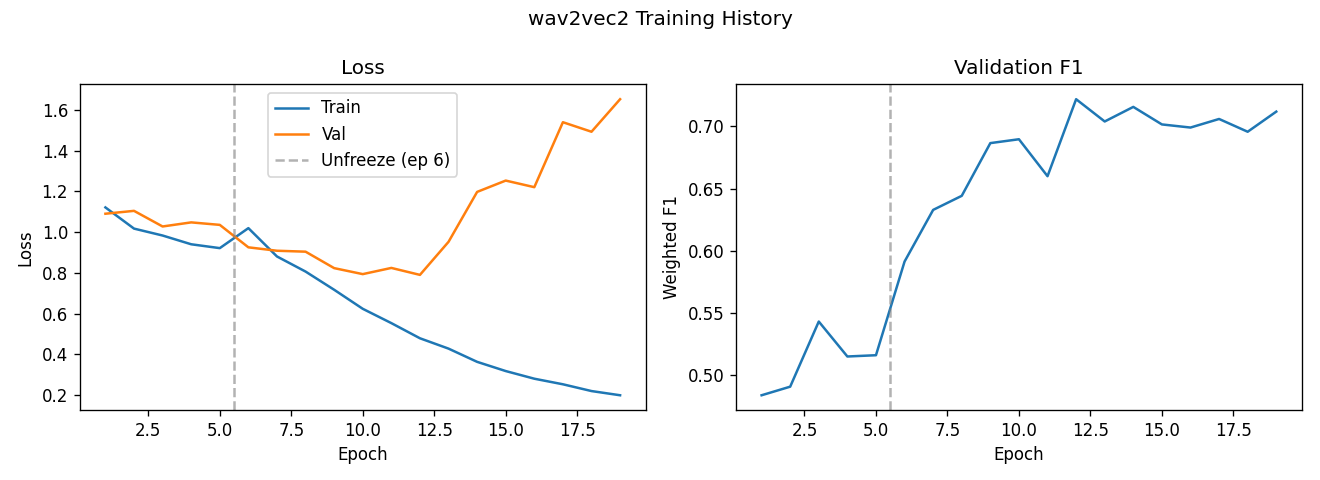 wav2vec2 Training History
Loss
Train
Val
Unfreeze (ep 6)
Loss
1.6
1.4
1.2
1.0
0.8
0.6
0.4
0.2
2.5 5.0 7.5 10.0 12.5 15.0 17.5
Epoch
Validation F1
Weighted F1
0.70
0.65
0.60
0.55
0.50
2.5 5.0 7.5 10.0 12.5 15.0 17.5
Epoch